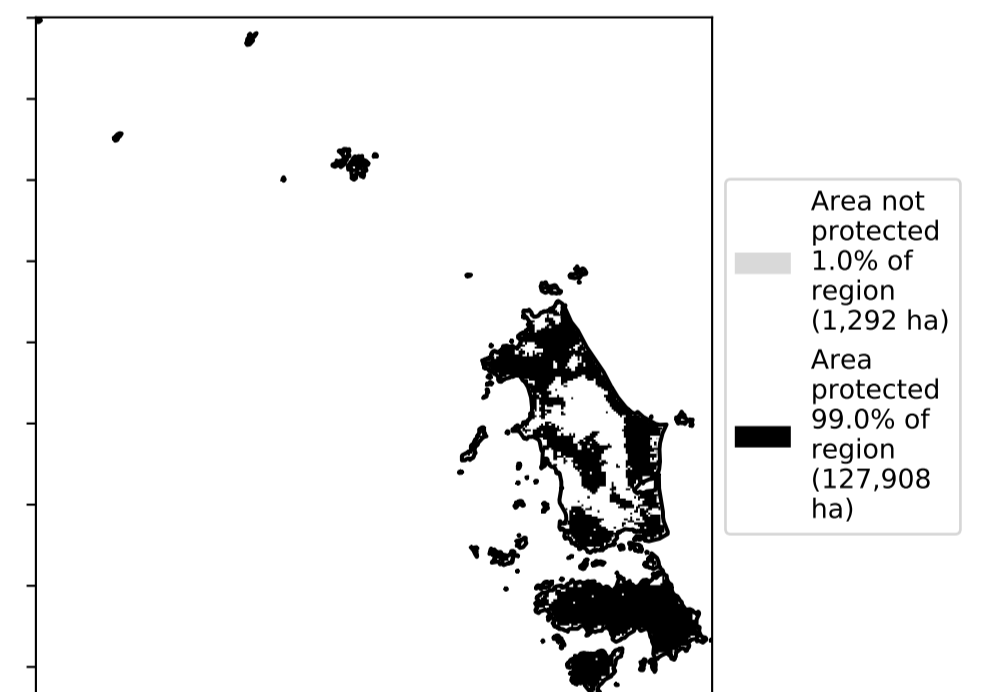 Area not
protected
1.0% of
region
(1,292 ha)
Area
protected
99.0% of
region
(127,908
ha)